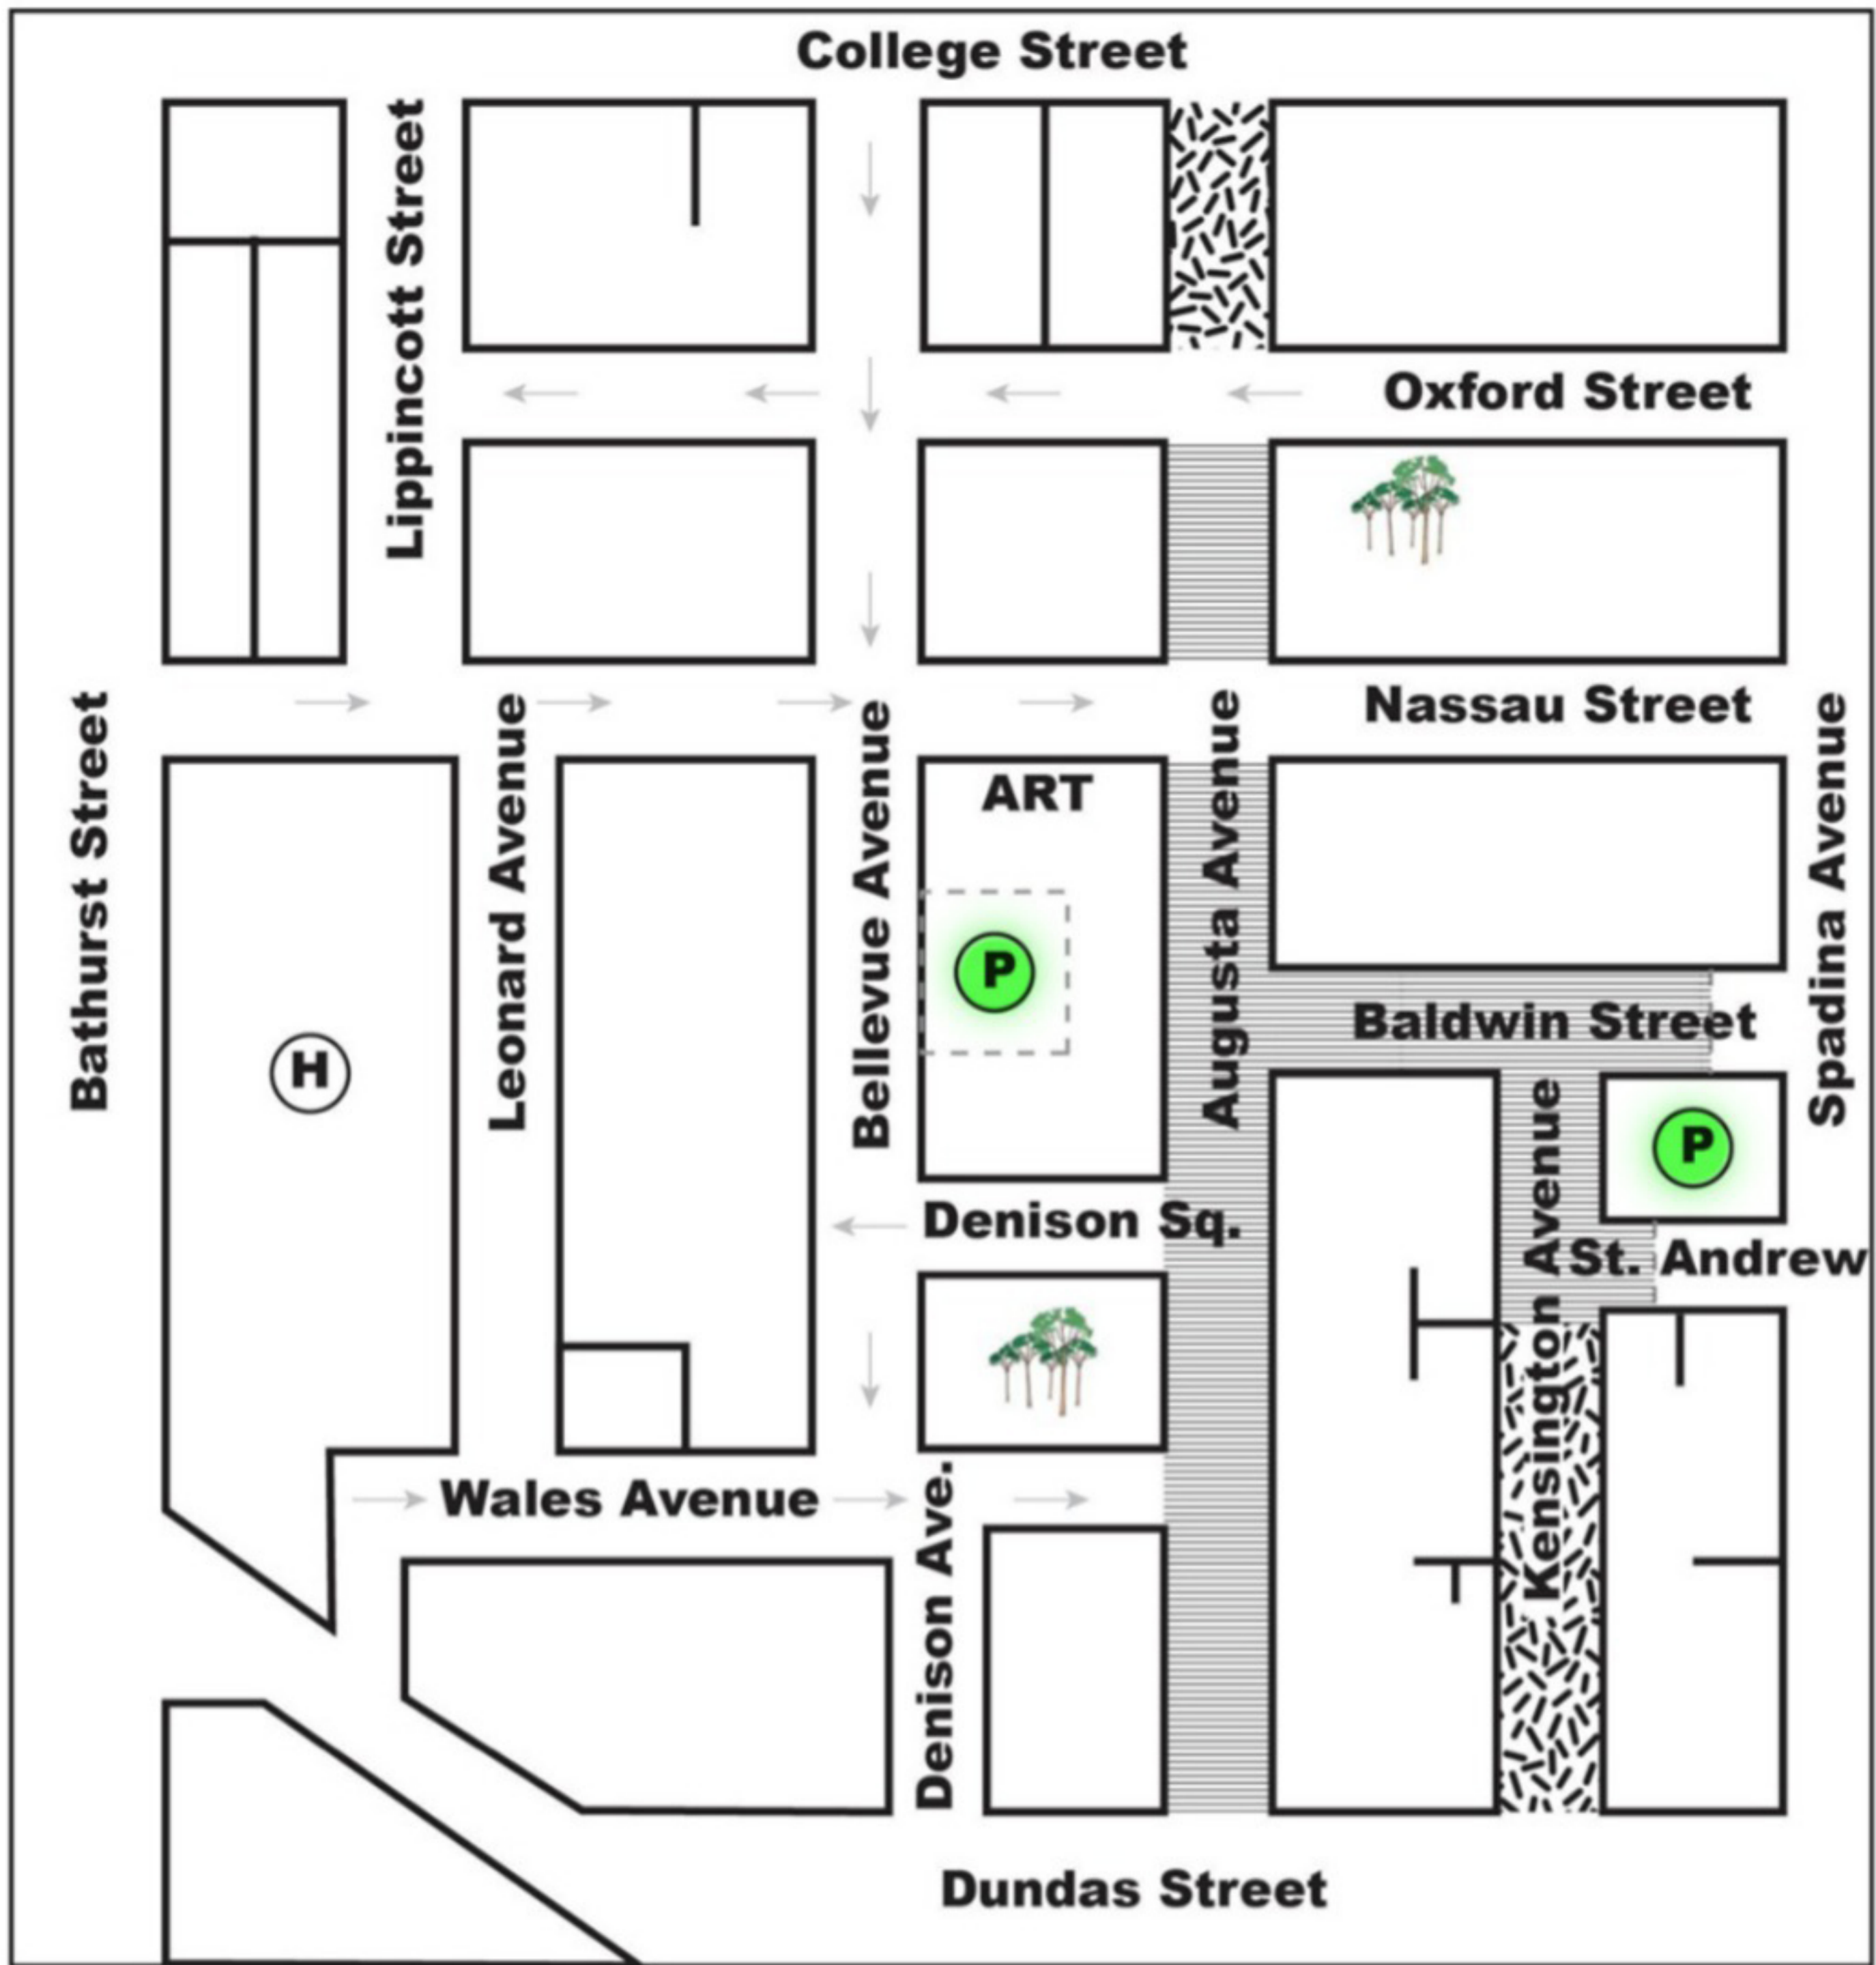 College Street
Lippincott Street
Oxford Street
Nassau Street
Bathurst Street
Leonard Avenue
Bellevue Avenue
ART
Augusta Avenue
Spadina Avenue
P
Baldwin Street
H
Kensington Avenue
P
Denison Sq.
St. Andrew
Wales Avenue
Denison Ave.
Dundas Street